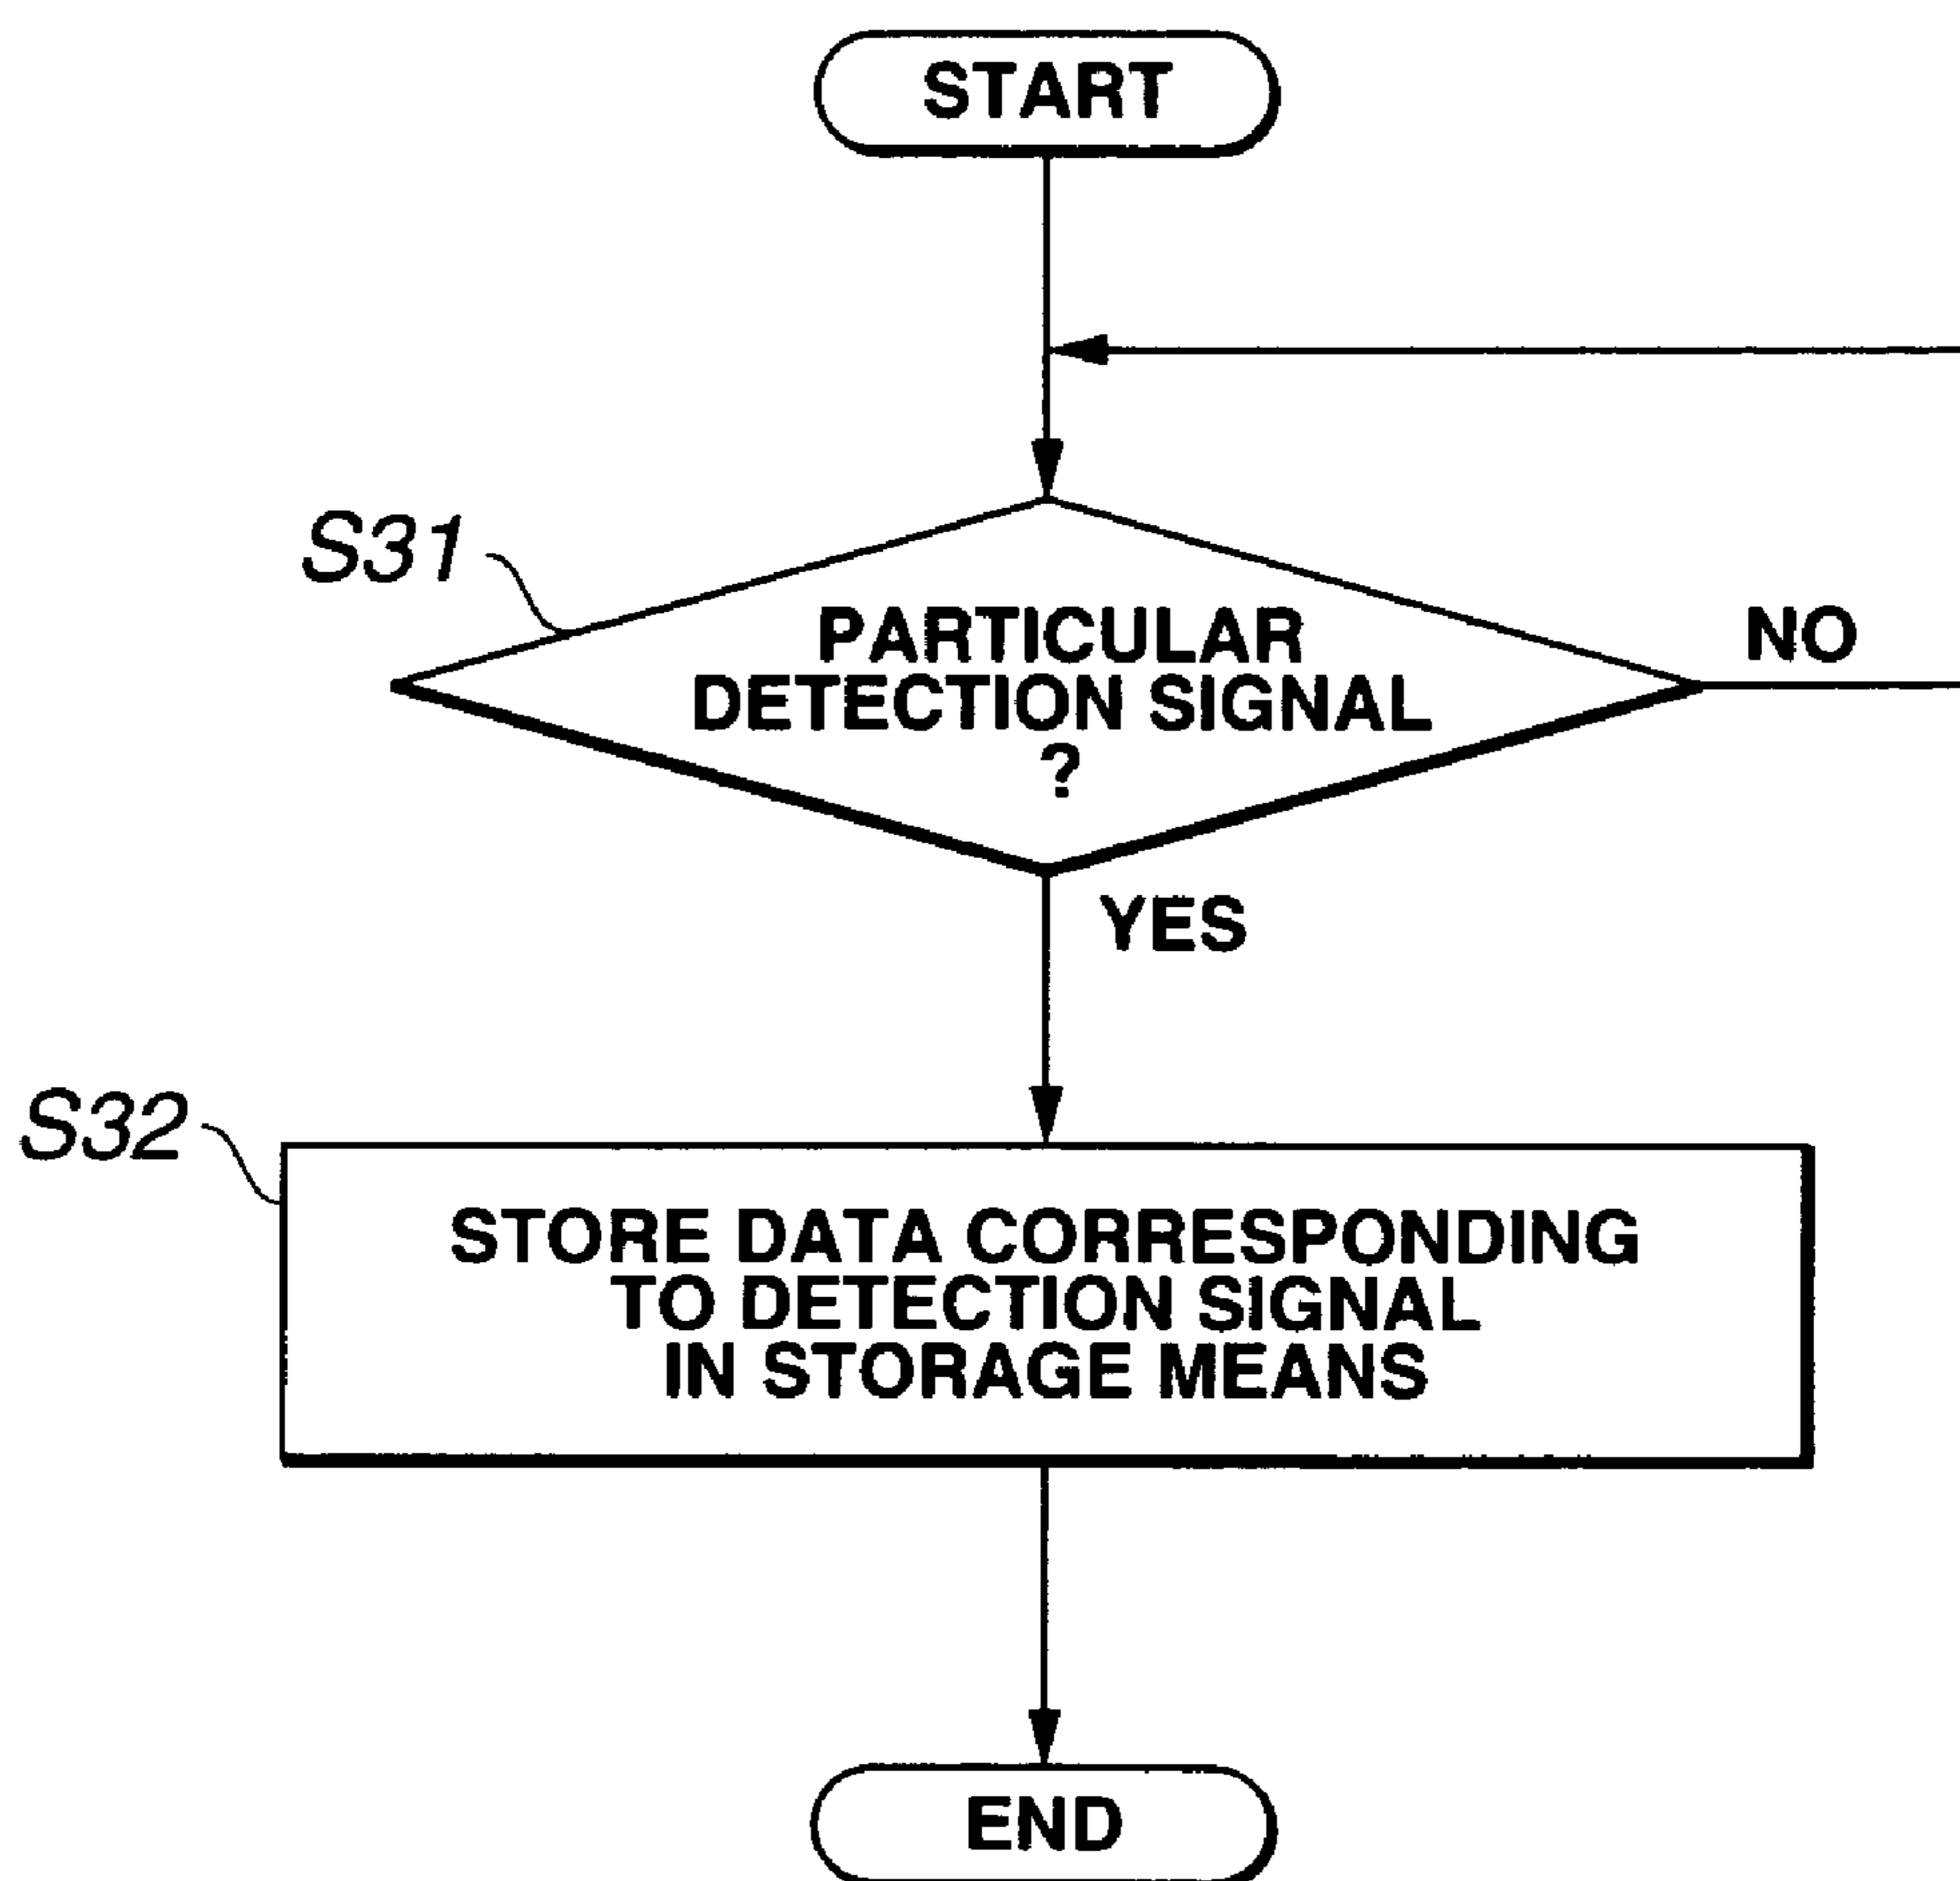 START
S31
PARTICULAR
DETECTION SIGNAL
?
NO
YES
S32
STORE DATA CORRESPONDING
TO DETECTION SIGNAL
IN STORAGE MEANS
END